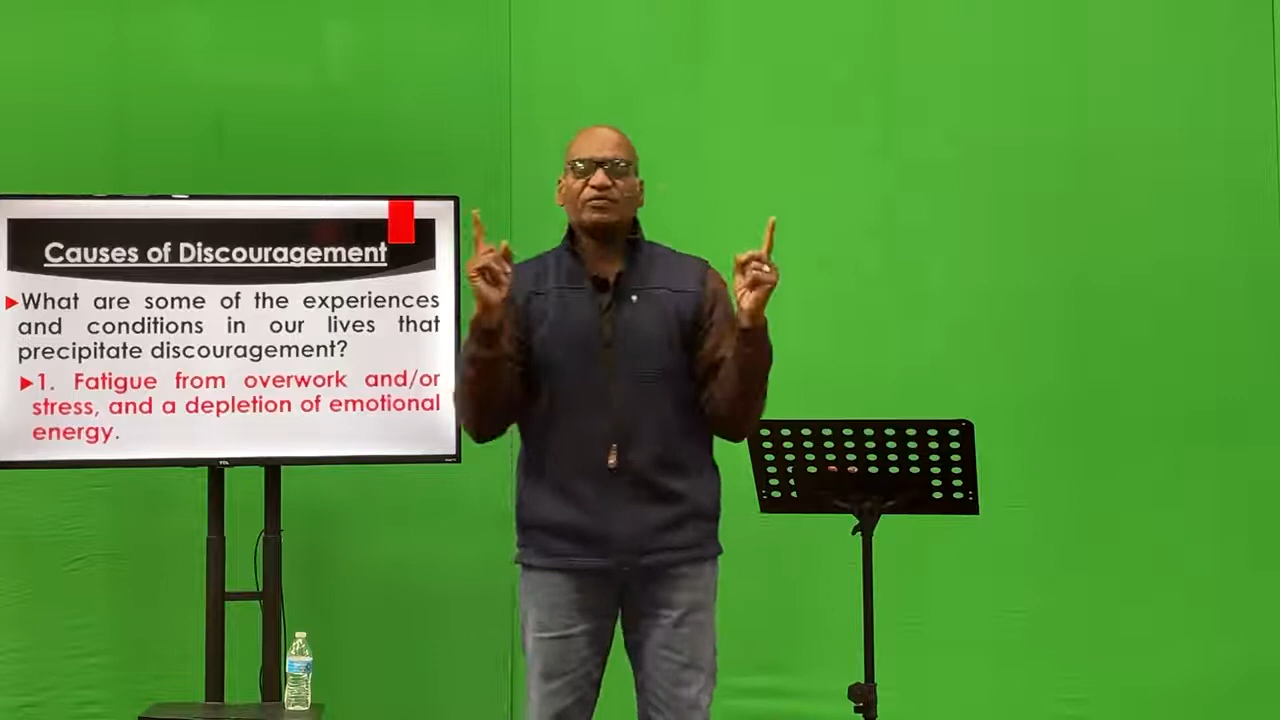 Causes of Discouragement
What are some of the experiences
and conditions in our lives that
precipitate discouragement?
1. Fatigue from overwork and/or
stress, and a depletion of emotional
energy.
TCL